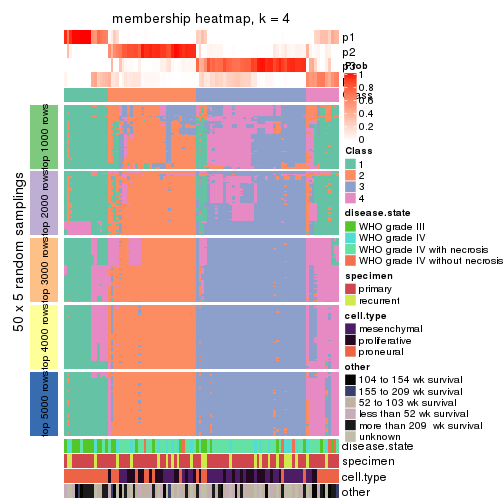 membership heatmap, k = 4
p1
p2
p3
Prob
1
0.8
0.6
0.4
0.2
0
Class
Class
1
2
3
4
disease.state
WHO grade III
WHO grade IV
WHO grade IV with necrosis
WHO grade IV without necrosis
specimen
primary
recurrent
cell.type
mesenchymal
proliferative
proneural
other
104 to 154 wk survival
155 to 209 wk survival
52 to 103 wk survival
less than 52 wk survival
more than 209  wk survival
unknown
disease.state
specimen
cell.type
other
50 x 5 random samplings
top 1000 rows
top 2000 rows
top 3000 rows
top 4000 rows
top 5000 rows